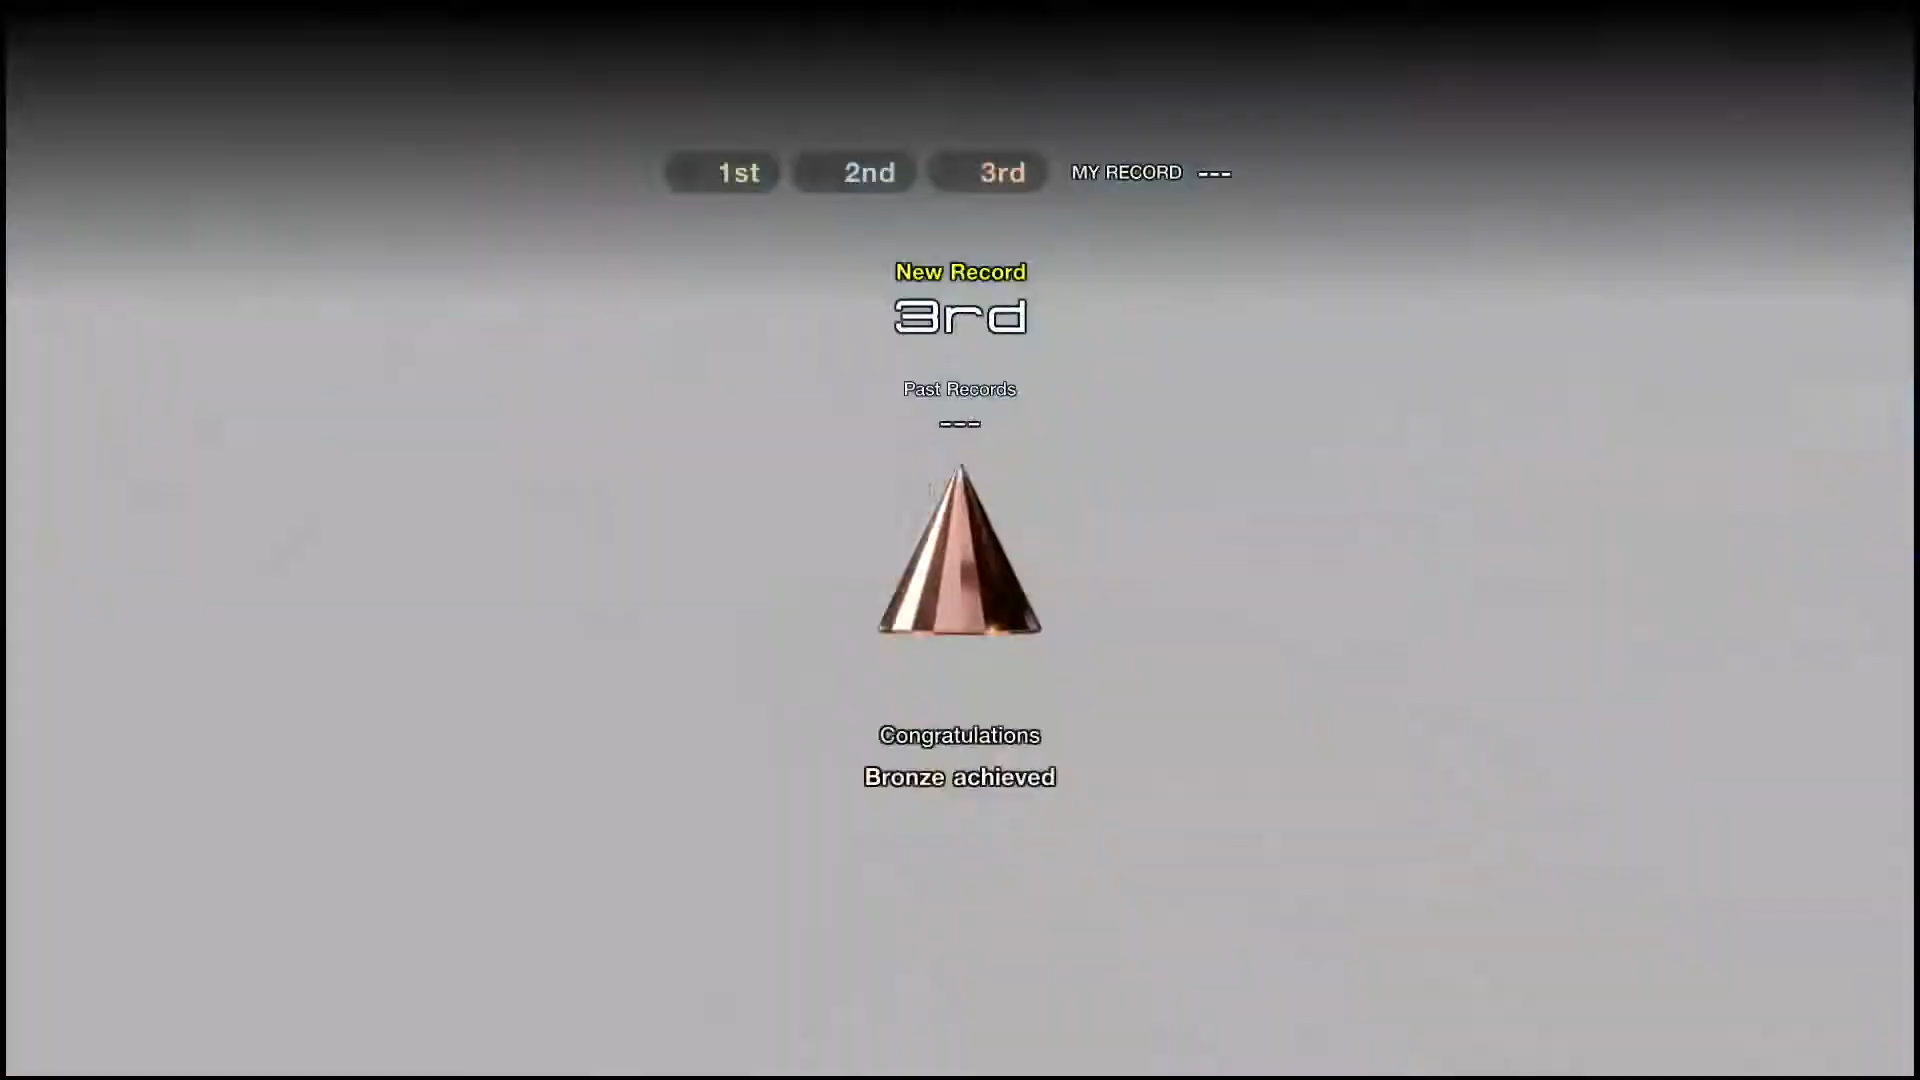 1st 2nd 3rd MY RECORD ---
New Record
3rd
Past Records
---
Congratulations
Bronze achieved